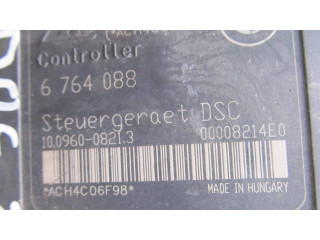 Controller
6 764 088
Steuergeraet DSC
10.0960-0821.3 00008214E0
*ACH4C06F98* MADE IN HUNGARY